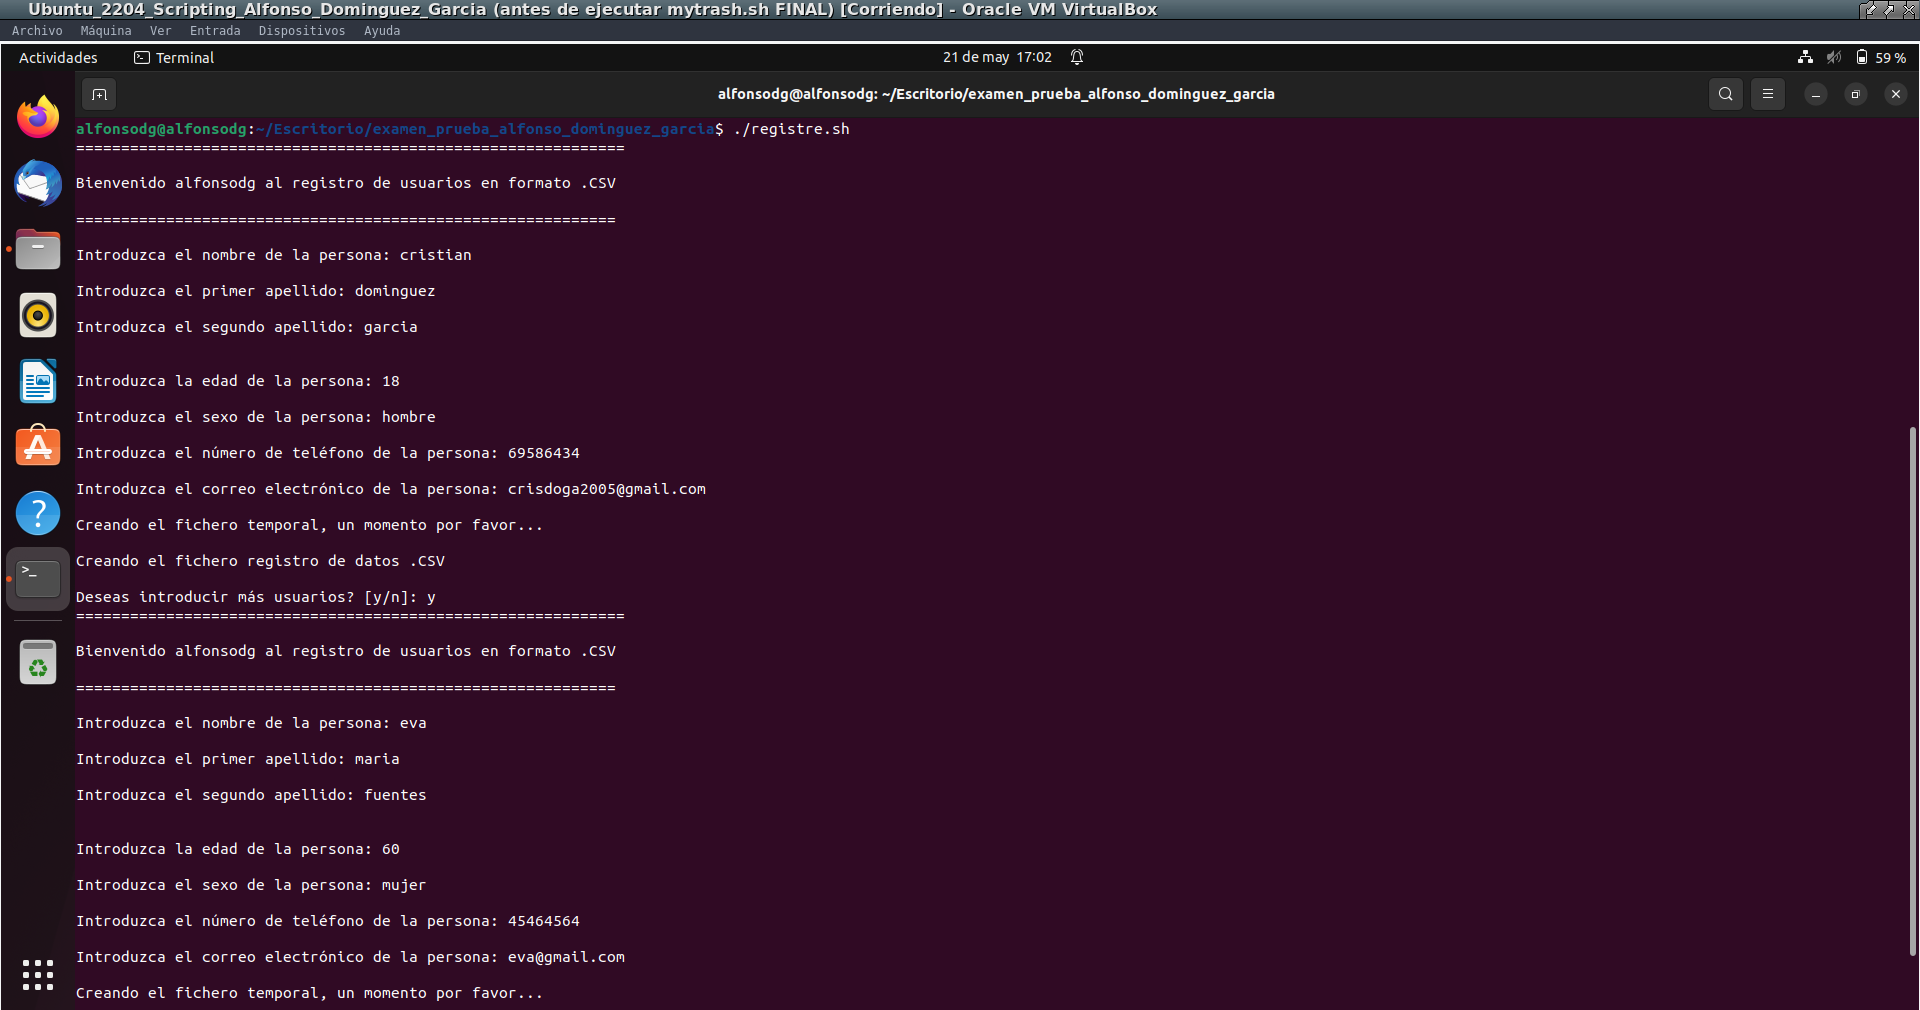 Ubuntu_2204_Scripting_Alfonso_Dominguez_Garcia (antes de ejecutar mytrash.sh FINAL) [Corriendo] - Oracle VM VirtualBox
Archivo Máquina Ver Entrada Dispositivos Ayuda
Actividades Terminal 21 de may 17:02 59 %
alfonsodg@alfonsodg: ~/Escritorio/examen_prueba_alfonso_dominguez_garcia
alfonsodg@alfonsodg:~/Escritorio/examen_prueba_alfonso_dominguez_garcia$ ./registre.sh
=============================================================
Bienvenido alfonsodg al registro de usuarios en formato .CSV
============================================================
Introduzca el nombre de la persona: cristian
Introduzca el primer apellido: dominguez
Introduzca el segundo apellido: garcia
Introduzca la edad de la persona: 18
Introduzca el sexo de la persona: hombre
Introduzca el número de teléfono de la persona: 69586434
Introduzca el correo electrónico de la persona: crisdoga2005@gmail.com
Creando el fichero temporal, un momento por favor...
Creando el fichero registro de datos .CSV
Deseas introducir más usuarios? [y/n]: y
=============================================================
Bienvenido alfonsodg al registro de usuarios en formato .CSV
============================================================
Introduzca el nombre de la persona: eva
Introduzca el primer apellido: maria
Introduzca el segundo apellido: fuentes
Introduzca la edad de la persona: 60
Introduzca el sexo de la persona: mujer
Introduzca el número de teléfono de la persona: 45464564
Introduzca el correo electrónico de la persona: eva@gmail.com
Creando el fichero temporal, un momento por favor...